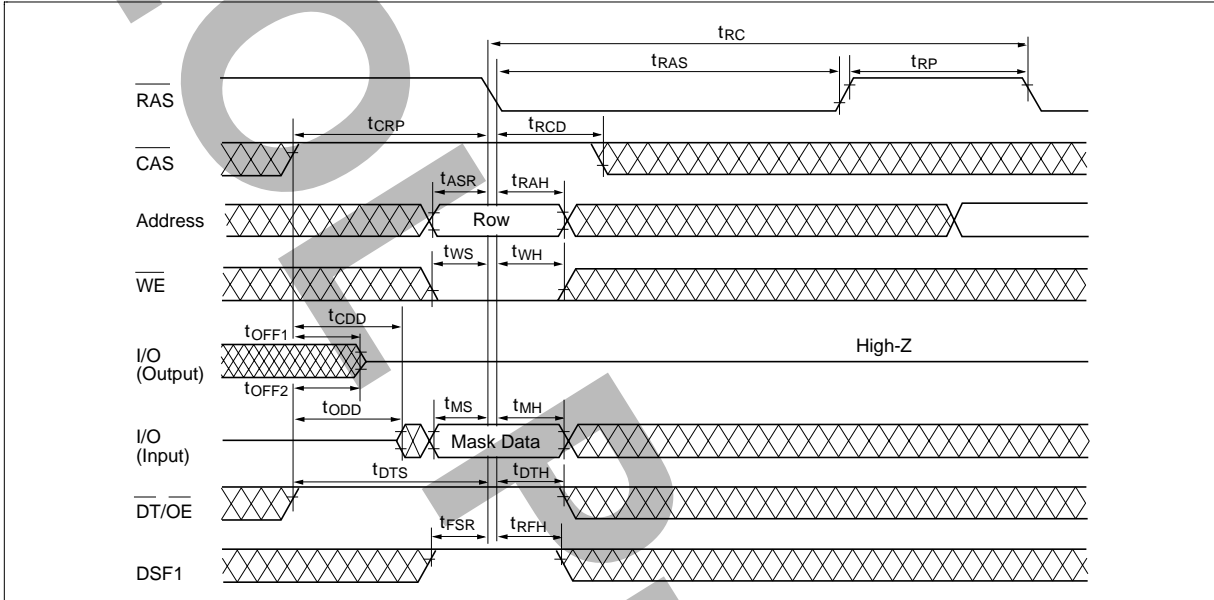 tRC
tRAS
tRP
RAS
tCRP
tRCD
CAS
tASR
tRAH
Address
Row
tWS
tWH
WE
tCDD
tOFF1
I/O
(Output)
High-Z
tOFF2
tODD
tMS
tMH
I/O
(Input)
Mask Data
tDTS
tDTH
DT/OE
tFSR
tRFH
DSF1